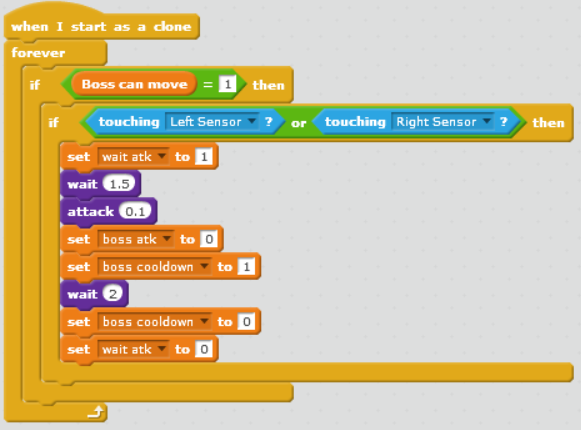 when I start as a clone
forever
if Boss can move = 1 then
if touching Left Sensor ? or touching Right Sensor ? then
set wait atk to 1
wait 1.5
attack 0.1
set boss atk to 0
set boss cooldown to 1
wait 2
set boss cooldown to 0
set wait atk to 0